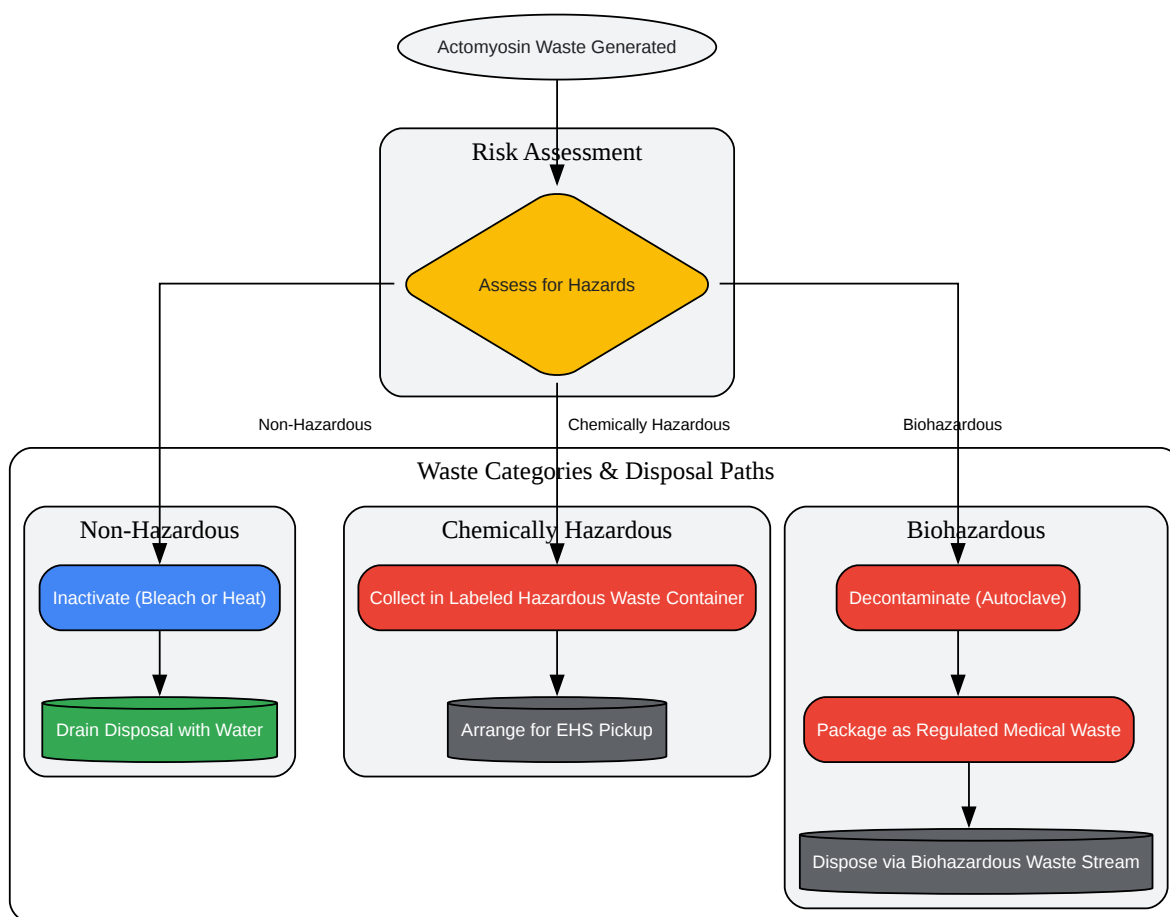 Actomyosin Waste Generated
Risk Assessment
Assess for Hazards
Non-Hazardous
Chemically Hazardous
Biohazardous
Waste Categories & Disposal Paths
Non-Hazardous
Inactivate (Bleach or Heat)
Drain Disposal with Water
Chemically Hazardous
Collect in Labeled Hazardous Waste Container
Arrange for EHS Pickup
Biohazardous
Decontaminate (Autoclave)
Package as Regulated Medical Waste
Dispose via Biohazardous Waste Stream